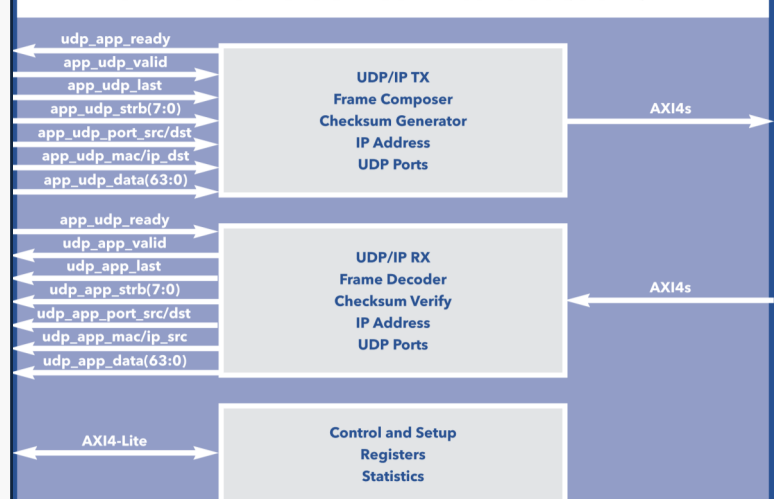 udp_app_ready
app_udp_valid
app_udp_last
app_udp_strb(7:0)
app_udp_port_src/dst
app_udp_mac/ip_dst
app_udp_data(63:0)
UDP/IP TX
Frame Composer
Checksum Generator
IP Address
UDP Ports
AXI4s
app_udp_ready
udp_app_valid
udp_app_last
udp_app_strb(7:0)
udp_app_port_src/dst
udp_app_mac/ip_src
udp_app_data(63:0)
UDP/IP RX
Frame Decoder
Checksum Verify
IP Address
UDP Ports
AXI4s
AXI4-Lite
Control and Setup
Registers
Statistics